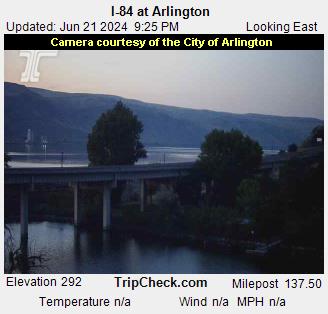 I-84 at Arlington
Updated: Jun 21 2024 9:25 PM Looking East
Camera courtesy of the City of Arlington
Elevation 292 TripCheck.com Milepost 137.50
Temperature n/a Wind n/a MPH n/a